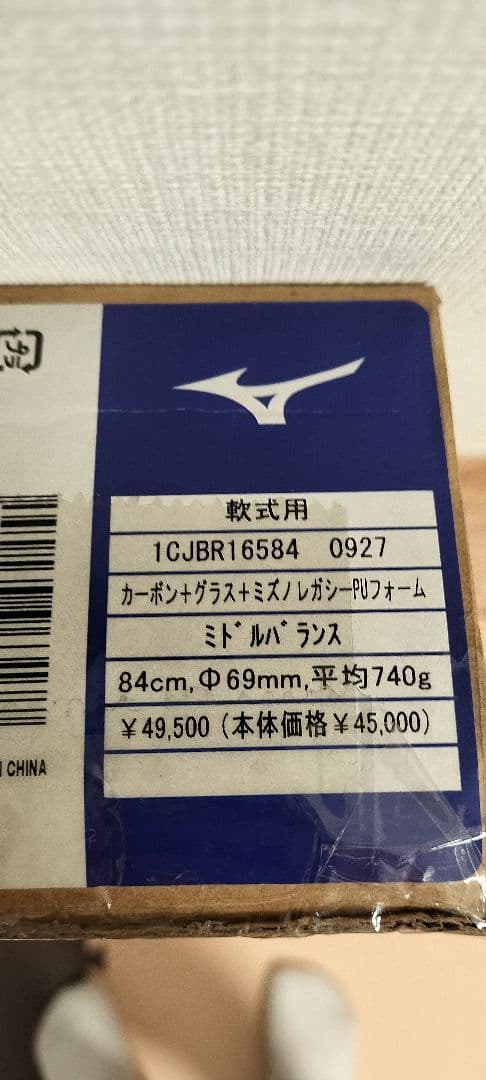 軟式用
1CJBR16584 0927
カーボン+グラス+ミズノレガシーPUフォーム
ミドルバランス
84cm,Φ69mm,平均740g
¥49,500 (本体価格¥45,000)
CHINA